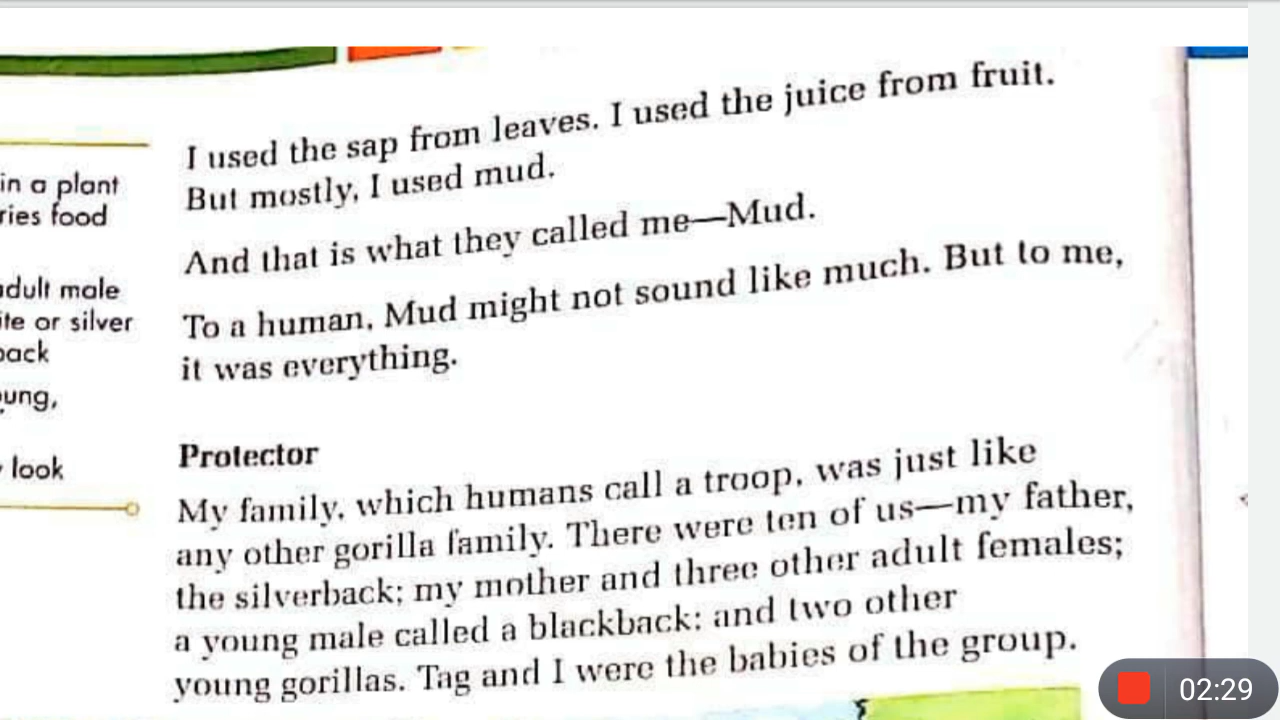 in a plant
ries food
adult male
ite or silver
back
ung,
look
I used the sap from leaves. I used the juice from fruit.
But mostly, I used mud.
And that is what they called me—Mud.
To a human, Mud might not sound like much. But to me,
it was everything.
Protector
My family, which humans call a troop, was just like
any other gorilla family. There were ten of us—my father,
the silverback; my mother and three other adult females;
a young male called a blackback; and two other
young gorillas. Tag and I were the babies of the group.
02:29